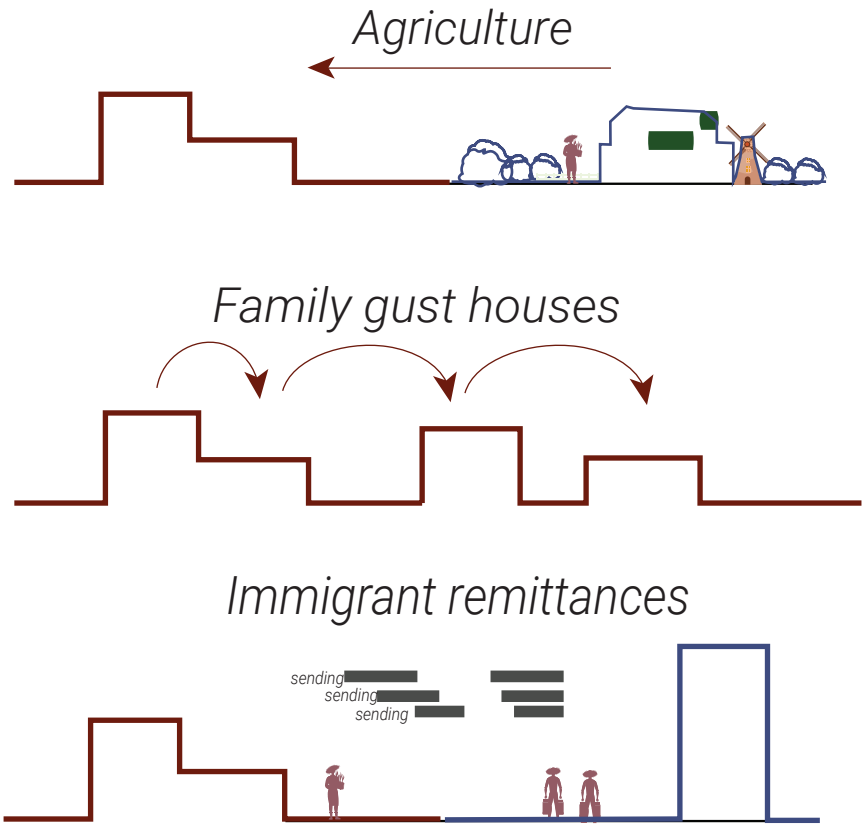 Agriculture
Family gust houses
Immigrant remittances
sending
sending
sending